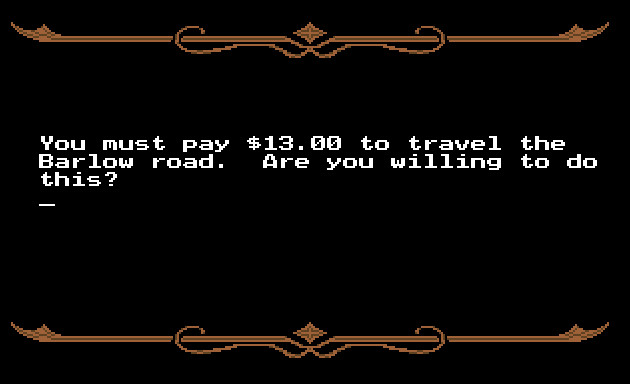 You must pay $13.00 to travel the
Barlow road.  Are you willing to do
this?
_